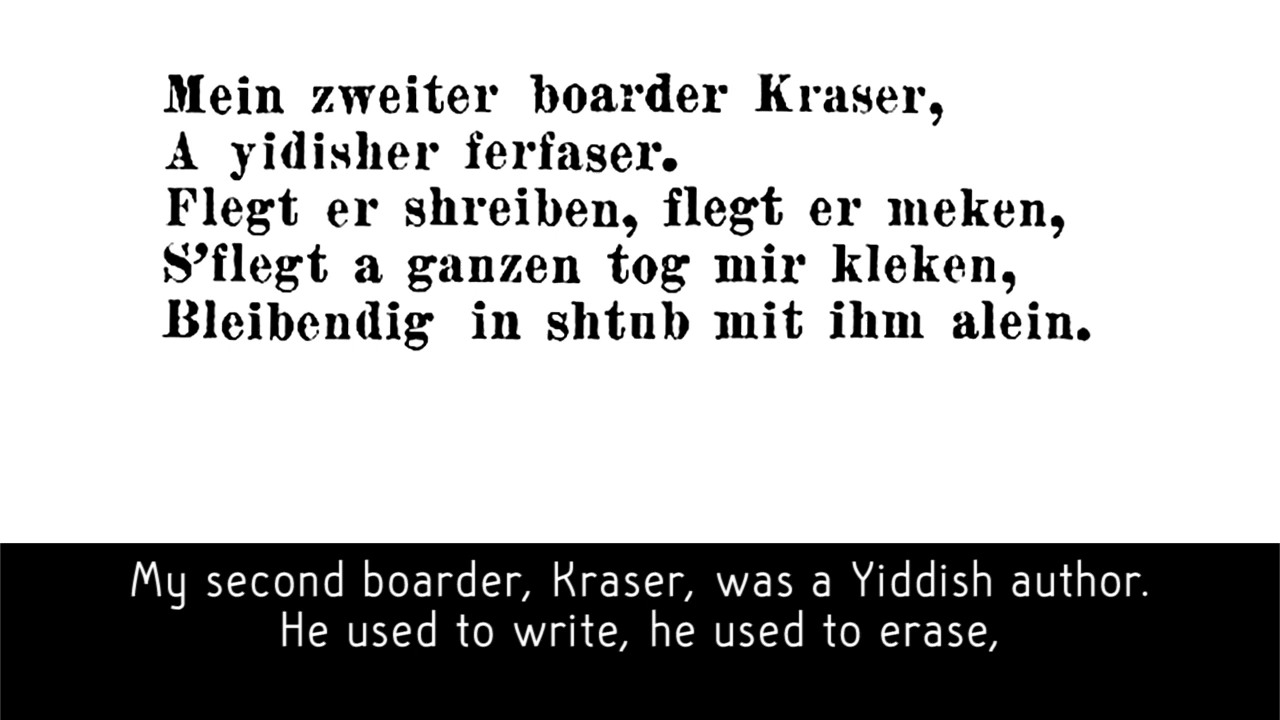 Mein zweiter boarder Kraser,
A yidisher ferfaser.
Flegt er shreiben, flegt er meken,
S'flegt a ganzen tog mir kleken,
Bleibendig in shtub mit ihm alein.
My second boarder, Kraser, was a Yiddish author.
He used to write, he used to erase,